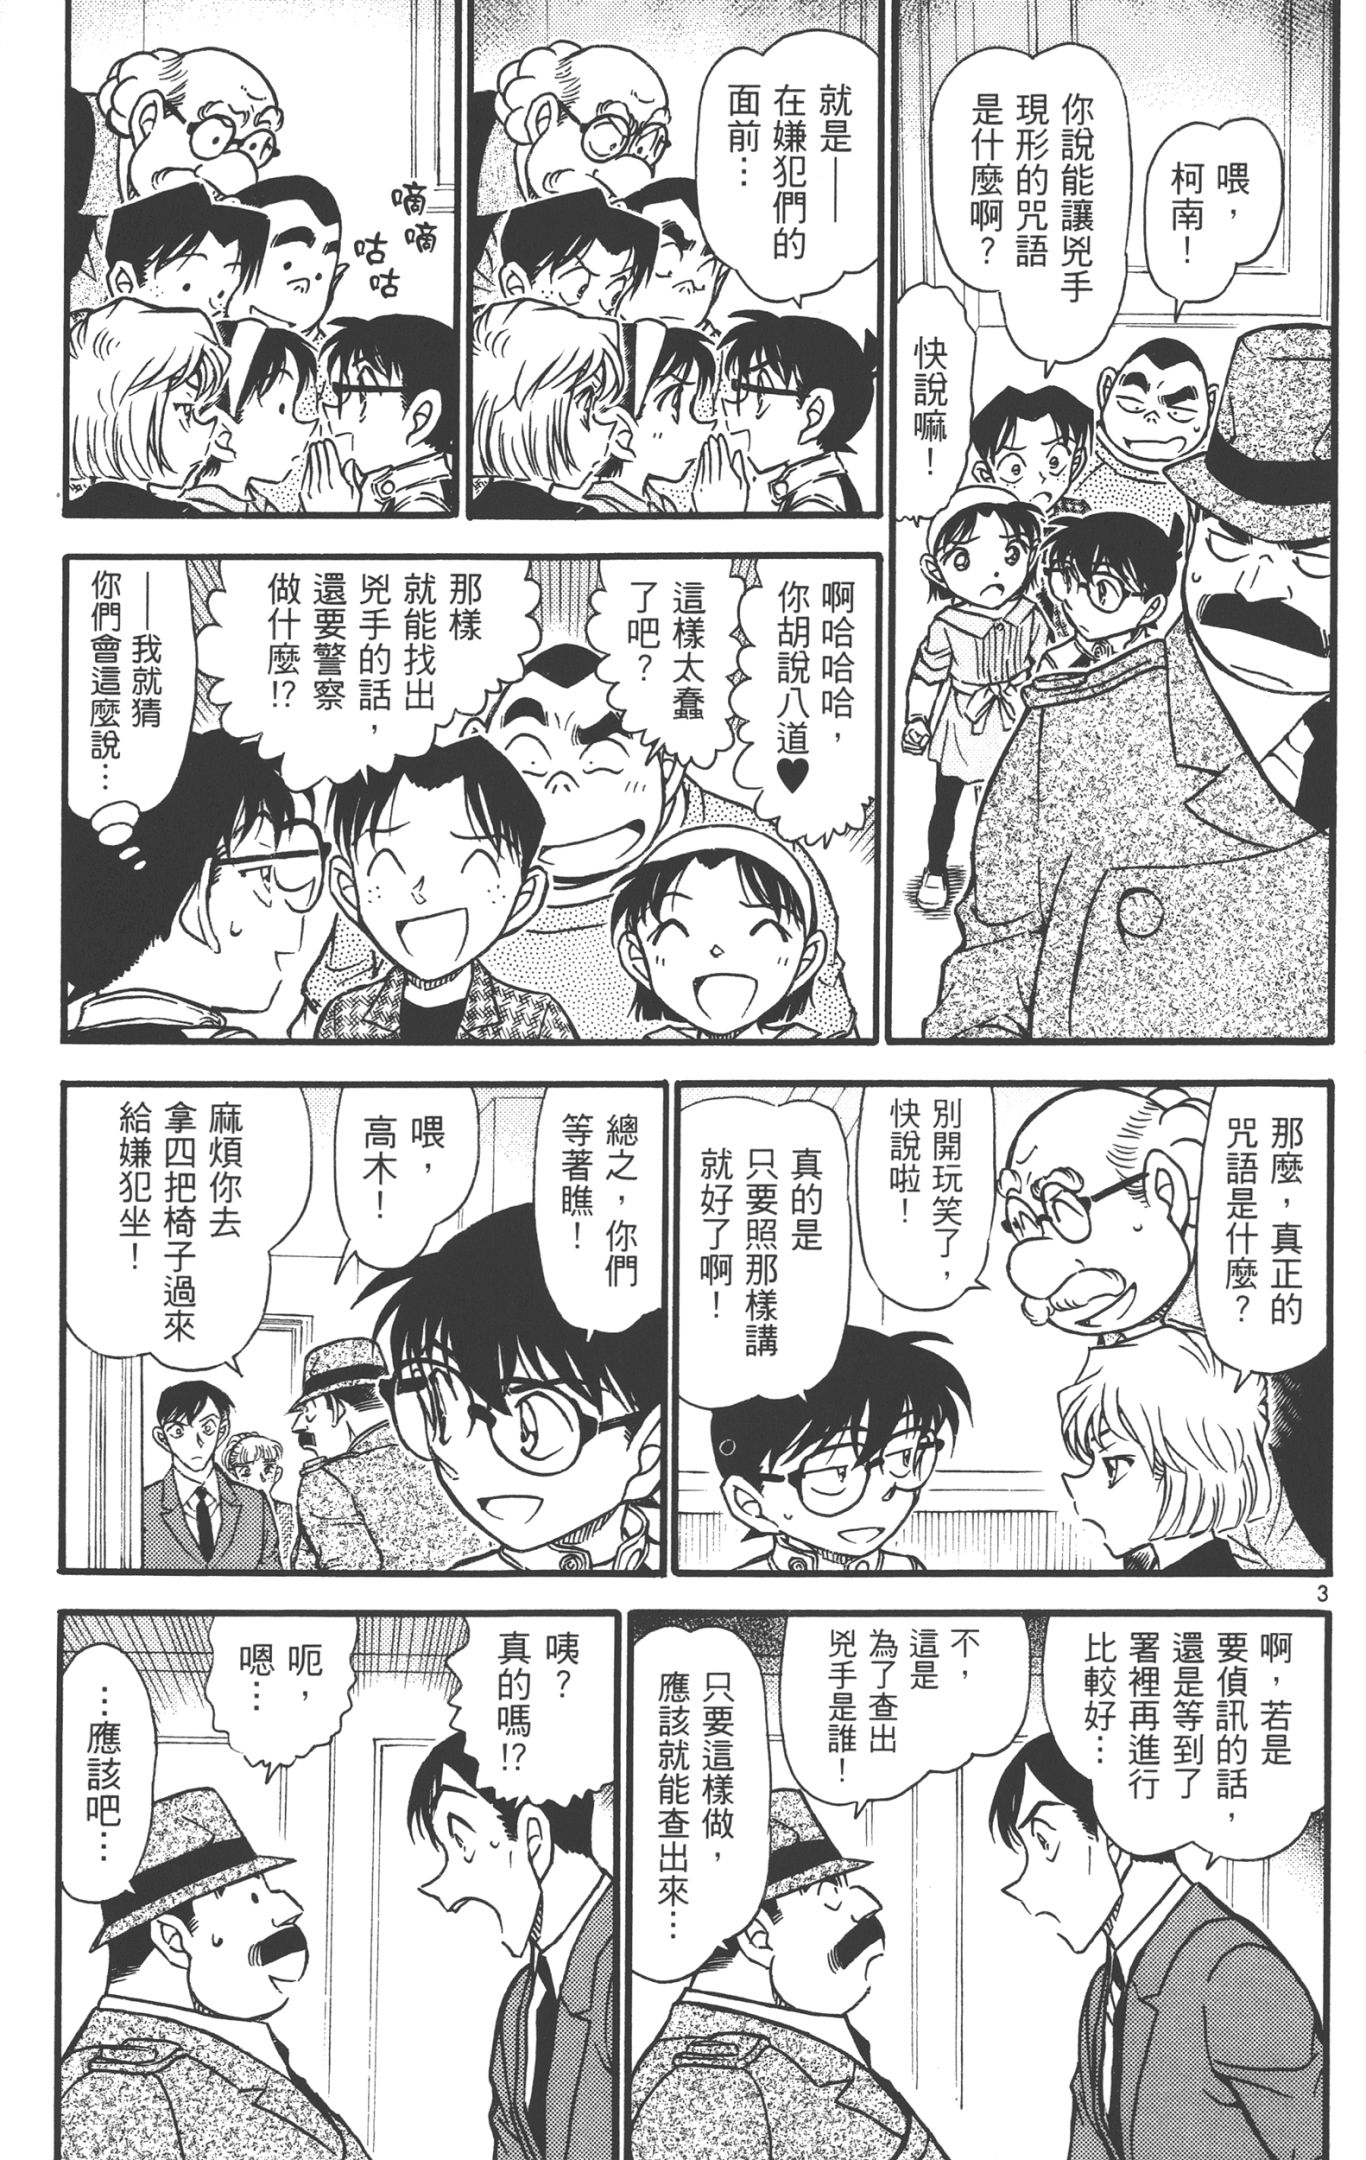 喂，
柯南！
你說能讓兇手
現形的咒語
是什麼啊？
快說嘛！
就是——
在嫌犯們的
面前…
嘀嘀
咕咕
啊哈哈哈，
你胡說八道♥
這樣太蠢
了吧？
那樣
就能找出
兇手的話，
還要警察
做什麼!?
——我就猜
你們會這麼說…
那麼，真正的
咒語是什麼？
別開玩笑了，
快說啦！
真的是
只要照那樣講
就好了啊！
總之，你們
等著瞧！
喂，
高木！
麻煩你去
拿四把椅子過來
給嫌犯坐！
3
啊，若是
要偵訊的話，
還是等到了
署裡再進行
比較好…
不，
這是
為了查出
兇手是誰！
只要這樣做，
應該就能查出來…
咦？
真的嗎!?
呃，
嗯…
…應該吧…